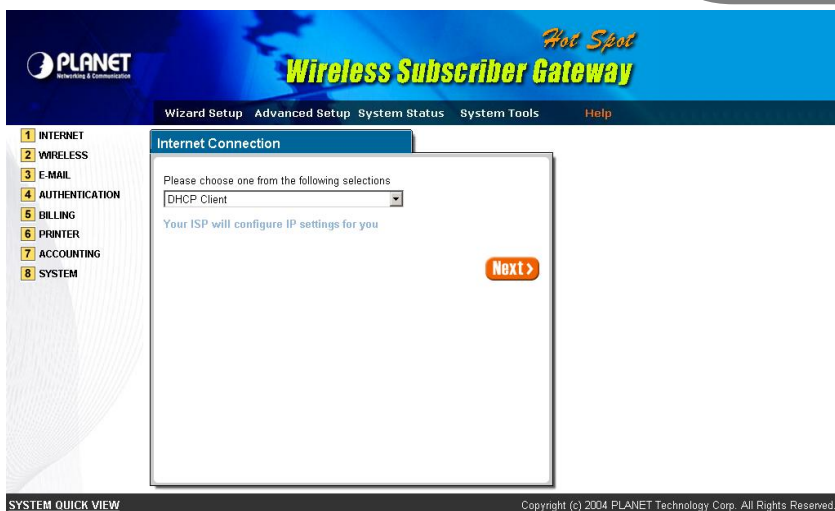 PLANET
Networking & Communication
Hot Spot
Wireless Subscriber Gateway
Wizard Setup Advanced Setup System Status System Tools Help
1 INTERNET
2 WIRELESS
3 E-MAIL
4 AUTHENTICATION
5 BILLING
6 PRINTER
7 ACCOUNTING
8 SYSTEM
Internet Connection
Please choose one from the following selections
DHCP Client
Your ISP will configure IP settings for you
Next >
SYSTEM QUICK VIEW
Copyright (c) 2004 PLANET Technology Corp. All Rights Reserved